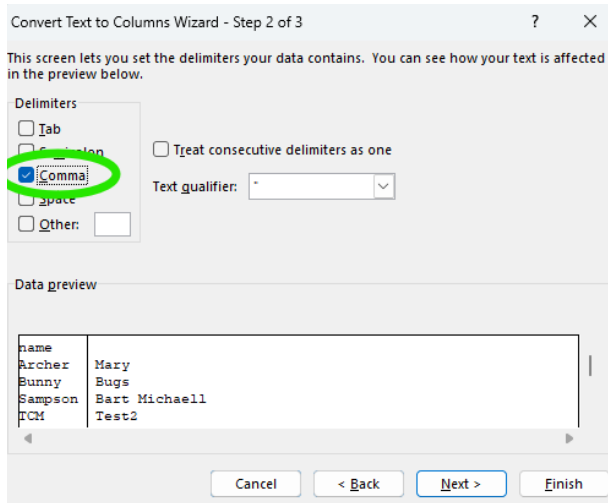 Convert Text to Columns Wizard - Step 2 of 3 ? ×
This screen lets you set the delimiters your data contains.  You can see how your text is affected
in the preview below.
Delimiters
Tab
Semicolon
Treat consecutive delimiters as one
Comma
Text qualifier: "
Space
Other:
Data preview
name
Archer Mary
Bunny Bugs
Sampson Bart Michaell
TCM Test2
Cancel < Back Next > Finish